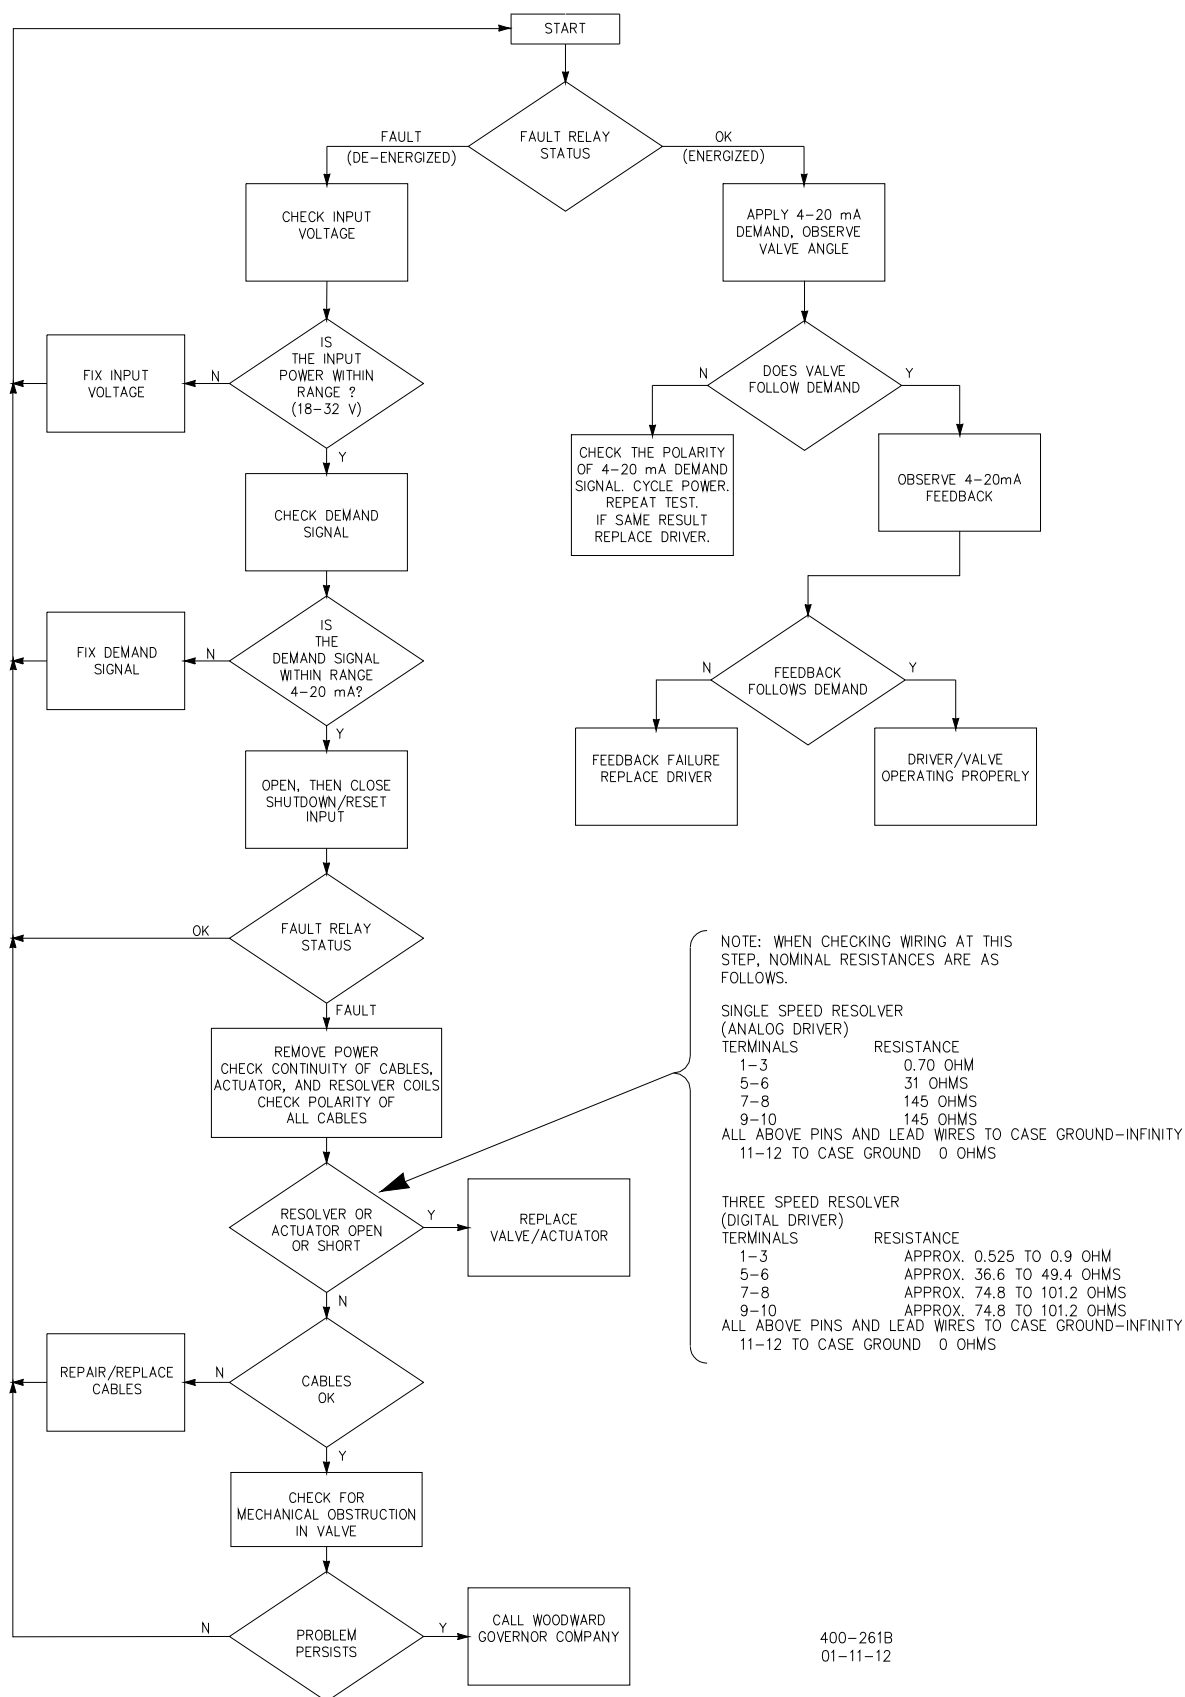 START
FAULT RELAY
STATUS
FAULT
(DE-ENERGIZED)
OK
(ENERGIZED)
CHECK INPUT
VOLTAGE
APPLY 4-20 mA
DEMAND, OBSERVE
VALVE ANGLE
IS
THE INPUT
POWER WITHIN
RANGE ?
(18-32 V)
N
FIX INPUT
VOLTAGE
Y
DOES VALVE
FOLLOW DEMAND
N
Y
CHECK THE POLARITY
OF 4-20 mA DEMAND
SIGNAL. CYCLE POWER.
REPEAT TEST.
IF SAME RESULT
REPLACE DRIVER.
OBSERVE 4-20mA
FEEDBACK
CHECK DEMAND
SIGNAL
IS
THE
DEMAND SIGNAL
WITHIN RANGE
4-20 mA?
N
FIX DEMAND
SIGNAL
Y
FEEDBACK
FOLLOWS DEMAND
N
Y
FEEDBACK FAILURE
REPLACE DRIVER
DRIVER/VALVE
OPERATING PROPERLY
OPEN, THEN CLOSE
SHUTDOWN/RESET
INPUT
FAULT RELAY
STATUS
OK
FAULT
REMOVE POWER
CHECK CONTINUITY OF CABLES,
ACTUATOR, AND RESOLVER COILS
CHECK POLARITY OF
ALL CABLES
NOTE: WHEN CHECKING WIRING AT THIS
STEP, NOMINAL RESISTANCES ARE AS
FOLLOWS.
SINGLE SPEED RESOLVER
(ANALOG DRIVER)
TERMINALS RESISTANCE
1-3 0.70 OHM
5-6 31 OHMS
7-8 145 OHMS
9-10 145 OHMS
ALL ABOVE PINS AND LEAD WIRES TO CASE GROUND-INFINITY
11-12 TO CASE GROUND 0 OHMS
THREE SPEED RESOLVER
(DIGITAL DRIVER)
TERMINALS RESISTANCE
1-3 APPROX. 0.525 TO 0.9 OHM
5-6 APPROX. 36.6 TO 49.4 OHMS
7-8 APPROX. 74.8 TO 101.2 OHMS
9-10 APPROX. 74.8 TO 101.2 OHMS
ALL ABOVE PINS AND LEAD WIRES TO CASE GROUND-INFINITY
11-12 TO CASE GROUND 0 OHMS
RESOLVER OR
ACTUATOR OPEN
OR SHORT
Y
REPLACE
VALVE/ACTUATOR
N
CABLES
OK
N
REPAIR/REPLACE
CABLES
Y
CHECK FOR
MECHANICAL OBSTRUCTION
IN VALVE
PROBLEM
PERSISTS
N
Y
CALL WOODWARD
GOVERNOR COMPANY
400-261B
01-11-12